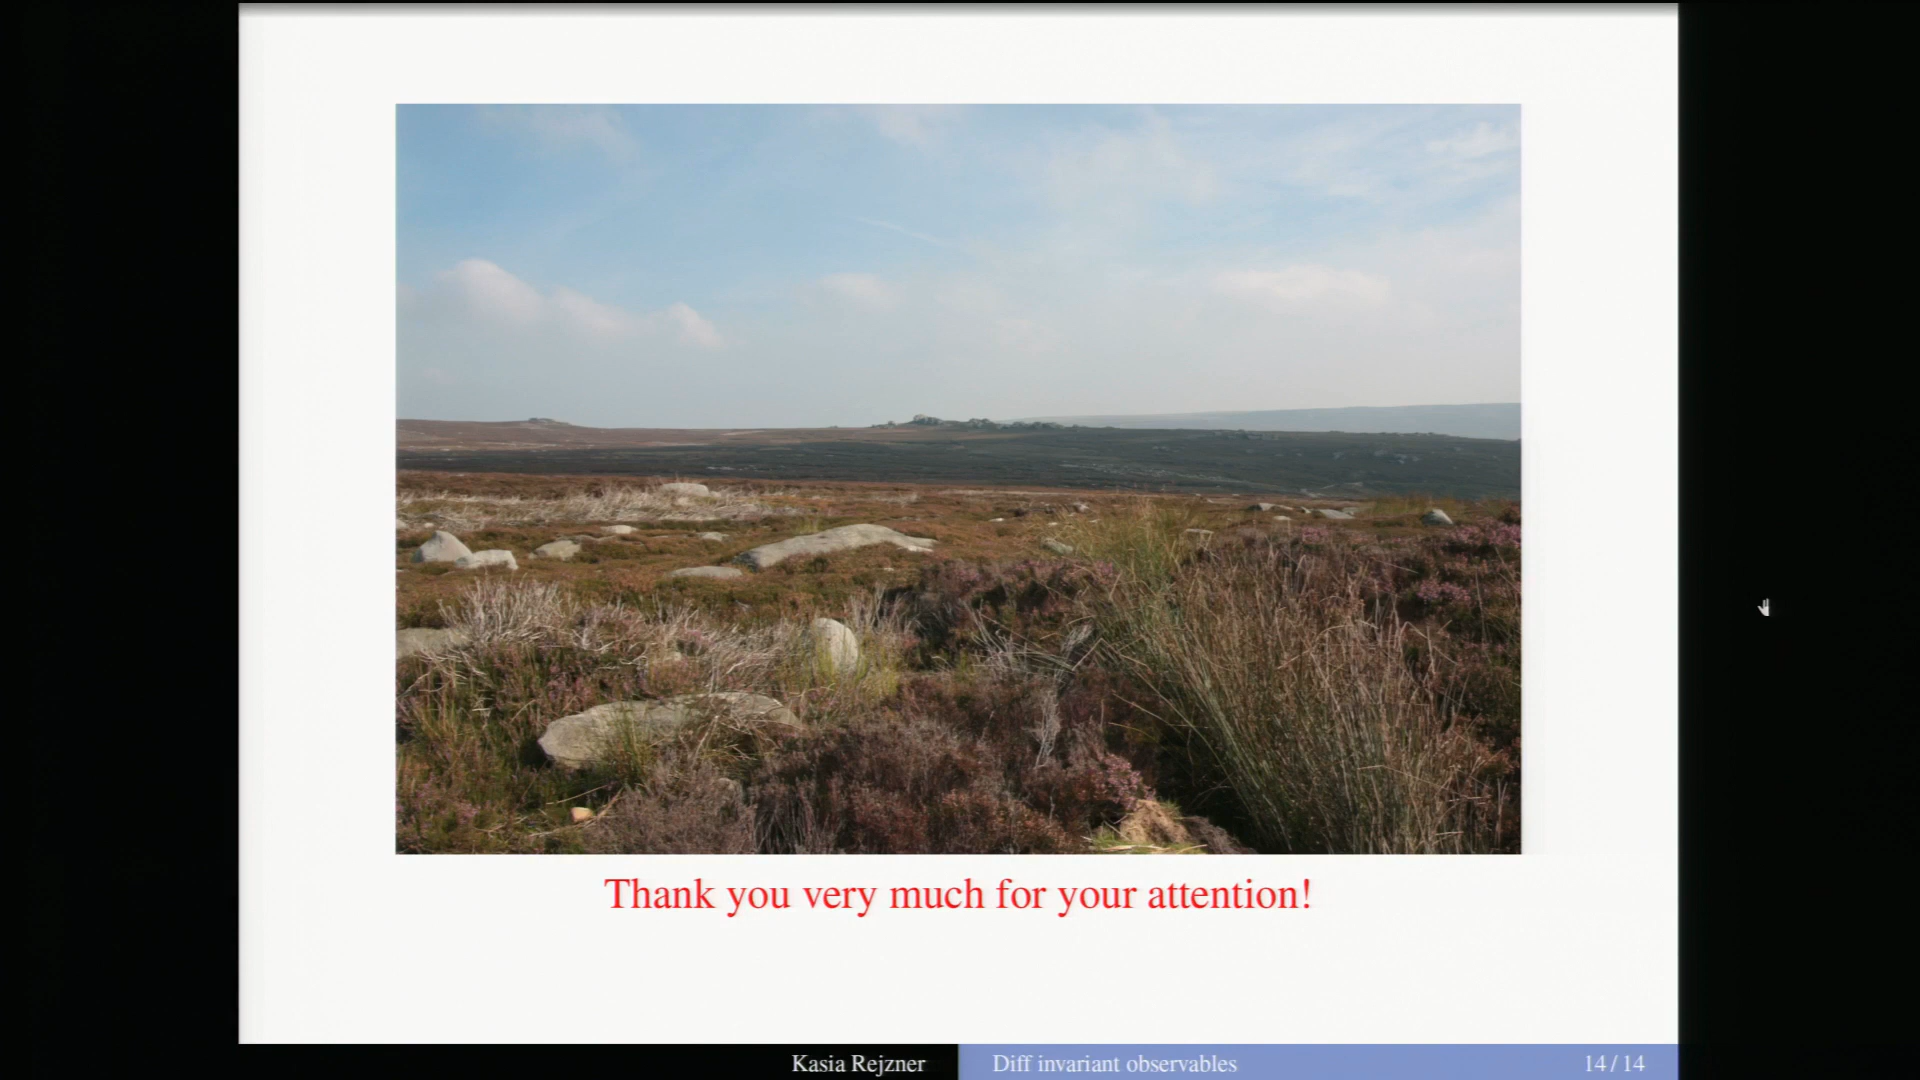 Thank you very much for your attention!
Kasia Rejzner
Diff invariant observables
14 / 14